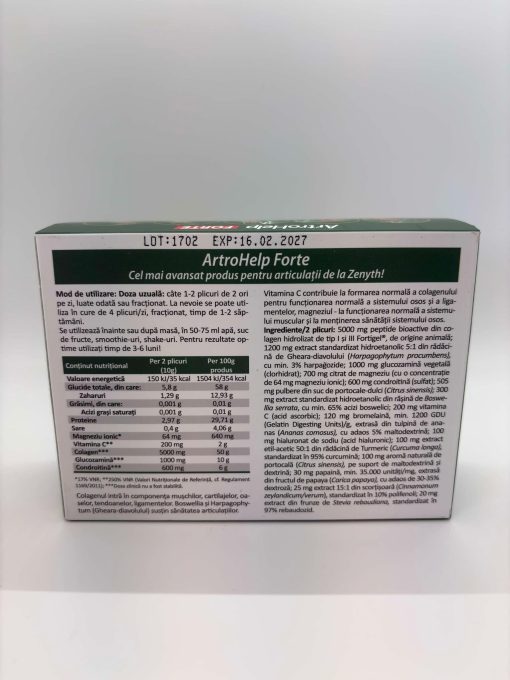 ArtroHelp FORTE
LOT:1702 EXP:16.02.2027
ArtroHelp Forte
Cel mai avansat produs pentru articulații de la Zenyth!
Mod de utilizare: Doza uzuală: câte 1-2 plicuri de 2 ori
pe zi, luate odată sau fracționat. La nevoie se poate uti-
liza în cure de 4 plicuri/zi, fracționat, timp de 1-2 săp-
tămâni.
Se utilizează înainte sau după masă, în 50-75 ml apă, suc
de fructe, smoothie-uri, shake-uri. Pentru rezultate op-
time utilizați timp de 3-6 luni!
Conținut nutrițional Per 2 plicuri (10g) Per 100g produs
Valoare energetică 150 kJ/35 kcal 1504 kJ/354 kcal
Glucide totale, din care: 5,8 g 58 g
Zaharuri 1,29 g 12,93 g
Grăsimi, din care: 0,001 g 0,01 g
Acizi grași saturați 0,001 g 0,01 g
Proteine 2,97 g 29,71 g
Sare 0,4 g 4,06 g
Magneziu ionic* 64 mg 640 mg
Vitamina C** 200 mg 2 g
Colagen*** 5000 mg 50 g
Glucozamină*** 1000 mg 10 g
Condroitină*** 600 mg 6 g
*17% VNR, **250% VNR (Valori Nutriționale de Referință, cf. Regulament
1169/2011); ***Doza zilnică nu a fost stabilită.
Colagenul intră în componența mușchilor, cartilajelor, oa-
selor, tendoanelor, ligamentelor. Boswellia si Harpagophy-
tum (Gheara-diavolului) susțin sănătatea articulațiilor.
Vitamina C contribuie la formarea normală a colagenului
pentru funcționarea normală a sistemului osos și a liga-
mentelor, magneziul - la funcționarea normală a sistemu-
lui muscular și la menținerea sănătății sistemului osos.
Ingrediente/2 plicuri: 5000 mg peptide bioactive din co-
lagen hidrolizat de tip I și III Fortigel®, de origine animală;
1200 mg extract standardizat hidroetanolic 5:1 din rădăci-
nă de Gheara-diavolului (Harpagophytum procumbens),
cu min. 3% harpagozide; 1000 mg glucozamină vegetală
(clorhidrat); 700 mg citrat de magneziu (cu o concentrație
de 64 mg magneziu ionic); 600 mg condroitină (sulfat); 505
mg pulbere din suc de portocale-dulci (Citrus sinensis); 300
mg extract standardizat hidroetanolic din rășină de Boswe-
llia serrata, cu min. 65% acizi boswelici; 200 mg vitamina
C (acid ascorbic); 120 mg bromelaină, min. 1200 GDU
(Gelatin Digesting Units)/g, extrasă din tulpina de ana-
nas (Ananas comosus), cu adaos 5% maltodextrină; 100
mg hialuronat de sodiu (acid hialuronic); 100 mg extract
etil-acetic 50:1 din rădăcină de Turmeric (Curcuma longa),
standardizat în 95% curcumină; 100 mg aromă naturală de
portocală (Citrus sinensis), pe suport de maltodextrină și
dextrină; 30 mg papaină, min. 35.000 unități/mg, extrasă
din fructul de papaya (Carica papaya), cu adaos de 30-35%
dextroză; 25 mg extract 15:1 din scorțișoară (Cinnamomum
zeylandicum/verum), standardizat în 10% polifenoli; 20 mg
extract din frunze de Stevia rebaudiana, standardizat în
97% rebaudozid.